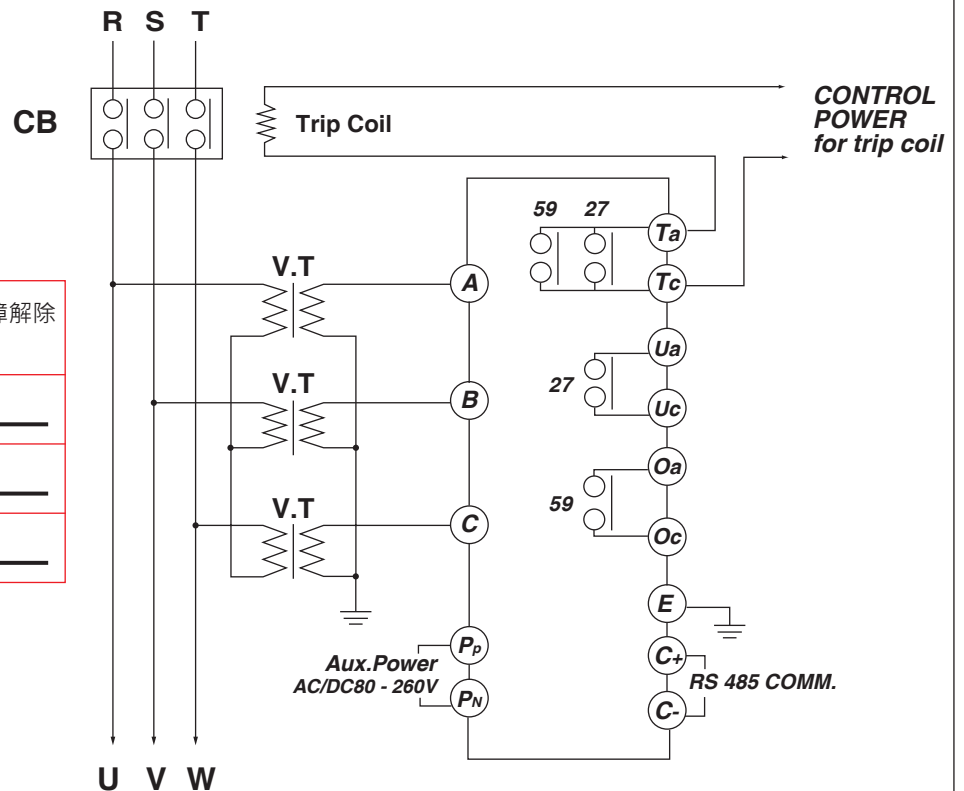 R S T
CB
Trip Coil
CONTROL
POWER
for trip coil
59 27
Ta
Tc
V.T
A
障解除
Ua
27
Uc
V.T
B
Oa
59
Oc
V.T
C
E
Pp
Aux.Power
AC/DC80 - 260V
PN
C+
RS 485 COMM.
C-
U V W